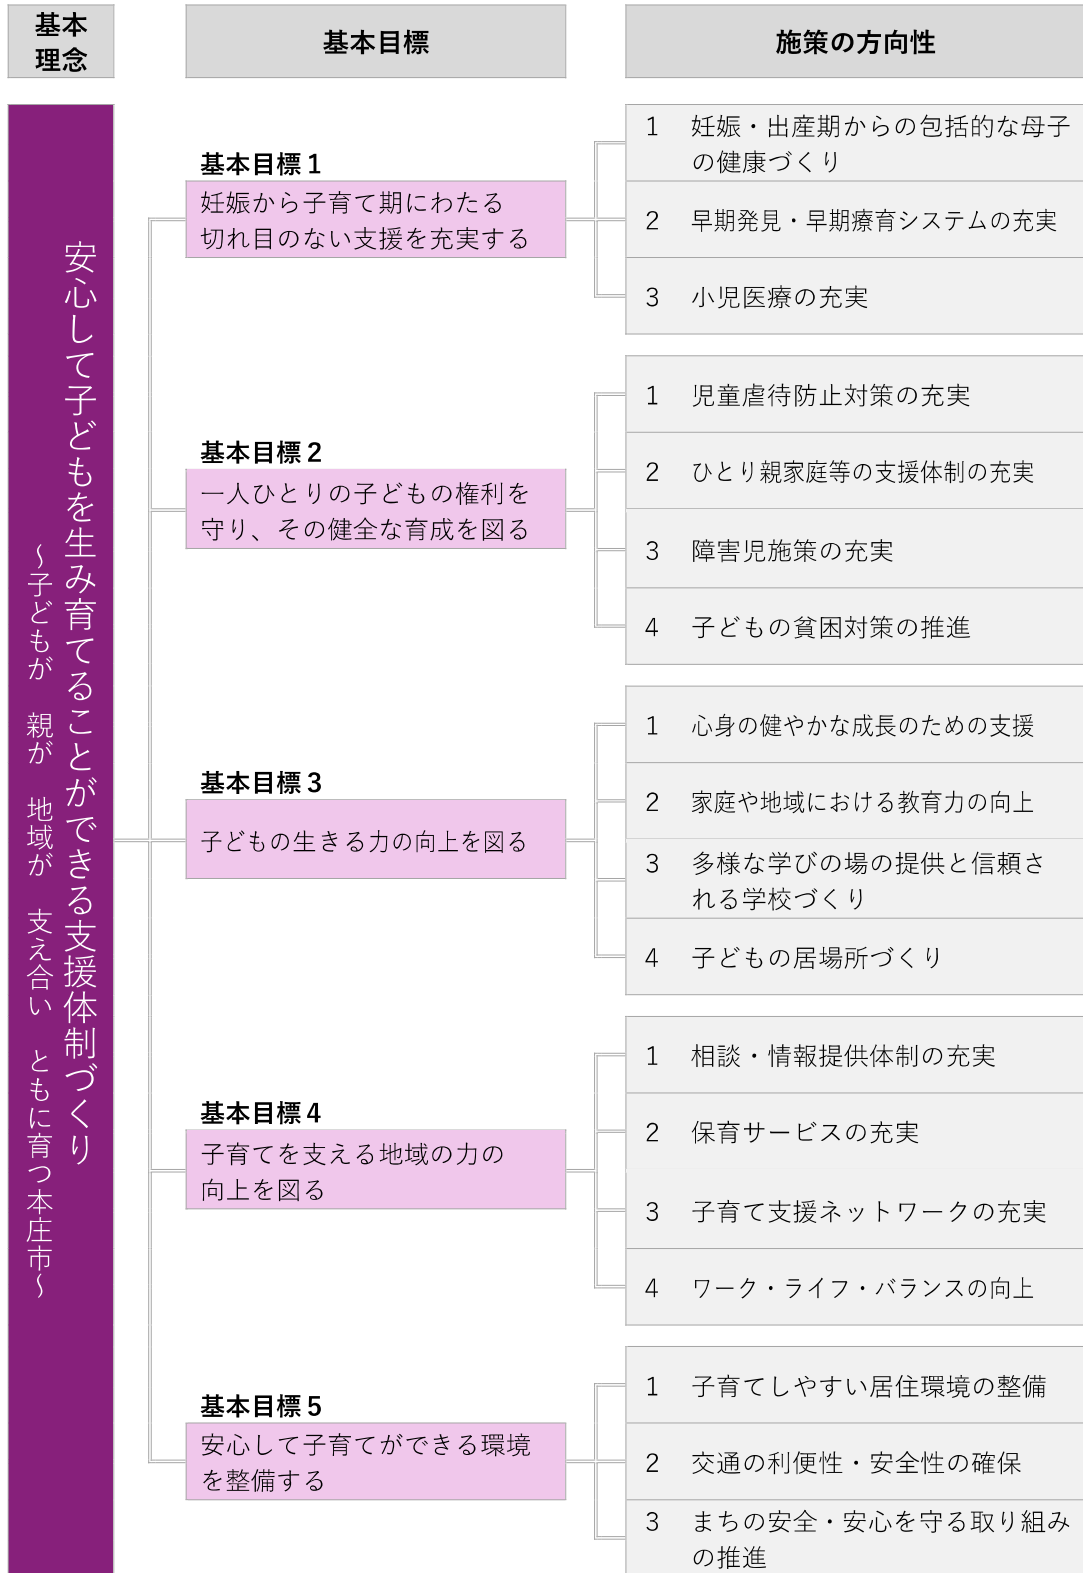 基本
理念
基本目標
施策の方向性
安心して子どもを生み育てることができる支援体制づくり
～子どもが 親が 地域が 支え合い ともに育つ本庄市～
基本目標1
妊娠から子育て期にわたる
切れ目のない支援を充実する
1 妊娠・出産期からの包括的な母子
の健康づくり
2 早期発見・早期療育システムの充実
3 小児医療の充実
基本目標2
一人ひとりの子どもの権利を
守り、その健全な育成を図る
1 児童虐待防止対策の充実
2 ひとり親家庭等の支援体制の充実
3 障害児施策の充実
4 子どもの貧困対策の推進
基本目標3
子どもの生きる力の向上を図る
1 心身の健やかな成長のための支援
2 家庭や地域における教育力の向上
3 多様な学びの場の提供と信頼さ
れる学校づくり
4 子どもの居場所づくり
基本目標4
子育てを支える地域の力の
向上を図る
1 相談・情報提供体制の充実
2 保育サービスの充実
3 子育て支援ネットワークの充実
4 ワーク・ライフ・バランスの向上
基本目標5
安心して子育てができる環境
を整備する
1 子育てしやすい居住環境の整備
2 交通の利便性・安全性の確保
3 まちの安全・安心を守る取り組み
の推進